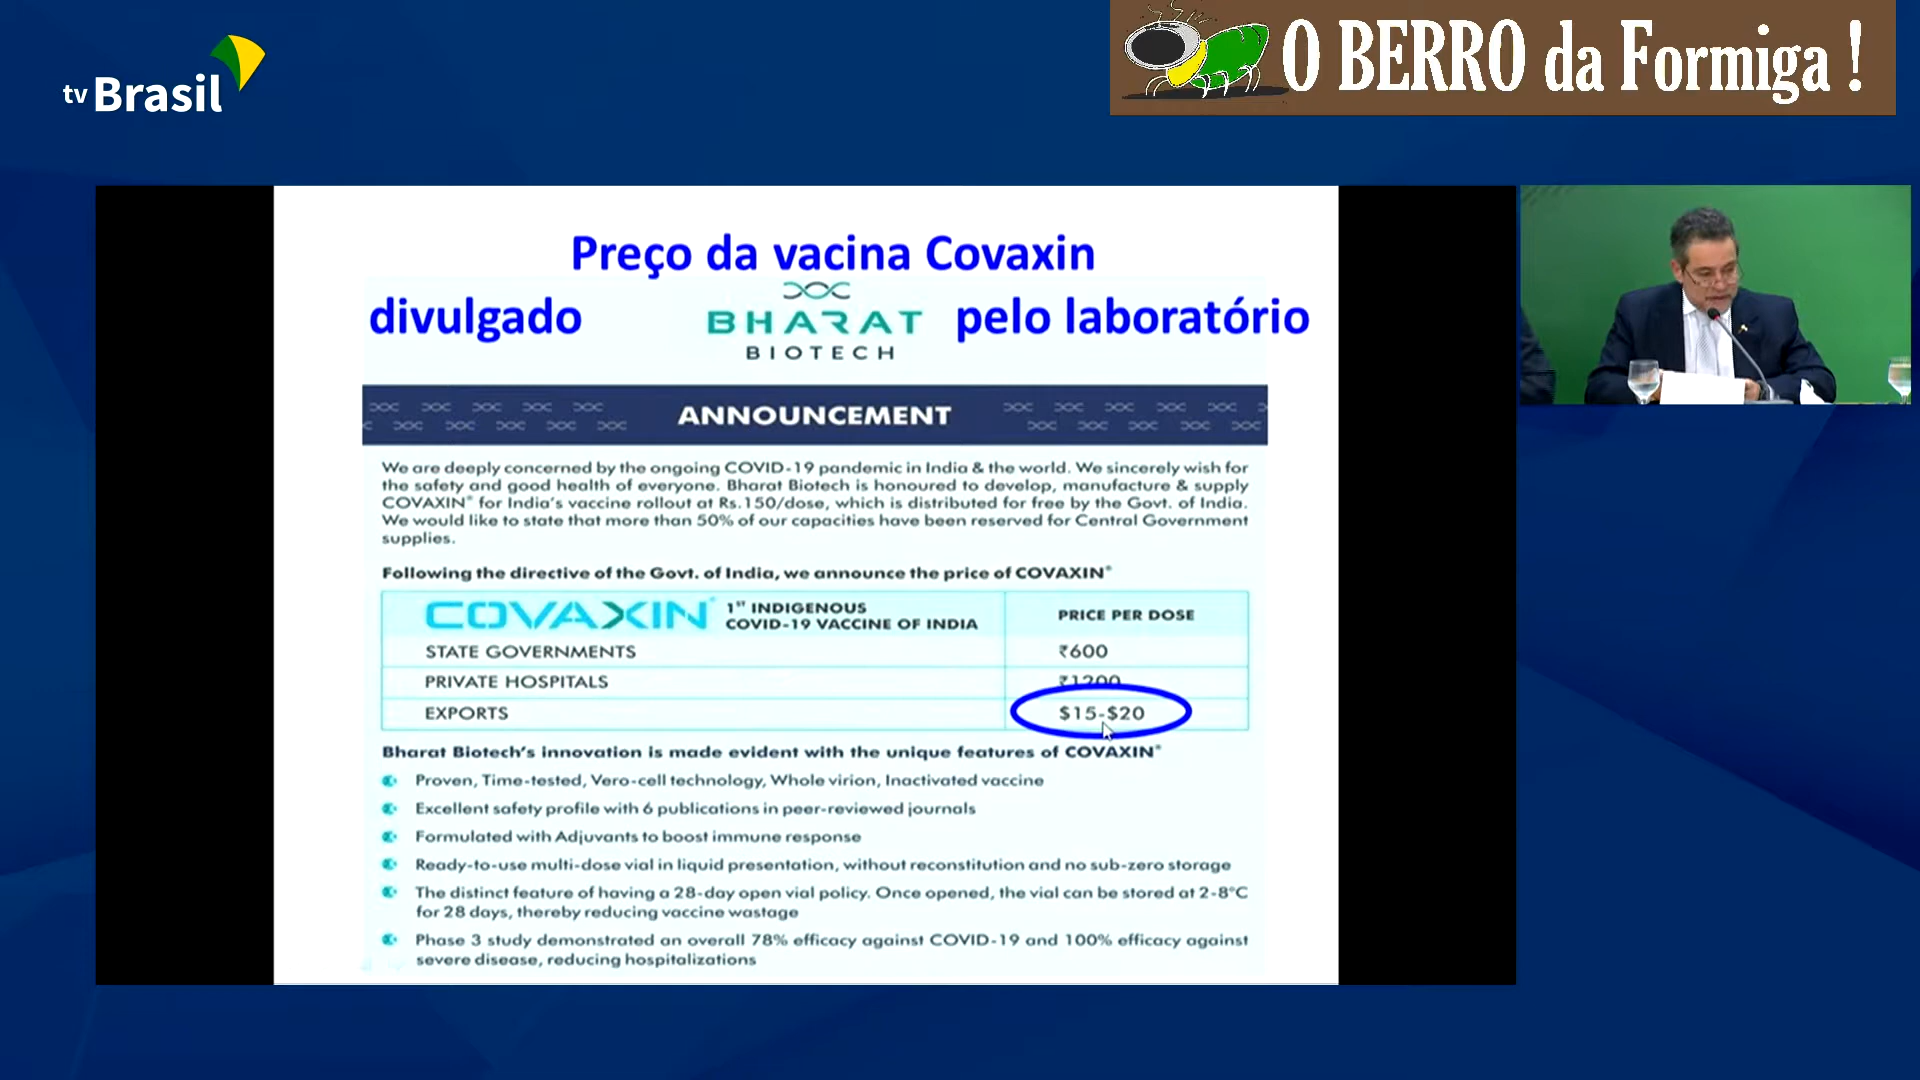 tv Brasil
O BERRO da Formiga !
Preço da vacina Covaxin
divulgado BHARAT pelo laboratório
BIOTECH
ANNOUNCEMENT
We are deeply concerned by the ongoing COVID-19 pandemic in India & the world. We sincerely wish for
the safety and good health of everyone. Bharat Biotech is honoured to develop, manufacture & supply
COVAXIN® for India's vaccine rollout at Rs.150/dose, which is distributed for free by the Govt. of India.
We would like to state that more than 50% of our capacities have been reserved for Central Government
supplies.
Following the directive of the Govt. of India, we announce the price of COVAXIN®
COVAXIN® 1ST INDIGENOUS
COVID-19 VACCINE OF INDIA
PRICE PER DOSE
STATE GOVERNMENTS ₹600
PRIVATE HOSPITALS ₹1200
EXPORTS $15-$20
Bharat Biotech's innovation is made evident with the unique features of COVAXIN®
Proven, Time-tested, Vero-cell technology, Whole virion, Inactivated vaccine
Excellent safety profile with 6 publications in peer-reviewed journals
Formulated with Adjuvants to boost immune response
Ready-to-use multi-dose vial in liquid presentation, without reconstitution and no sub-zero storage
The distinct feature of having a 28-day open vial policy. Once opened, the vial can be stored at 2-8°C
for 28 days, thereby reducing vaccine wastage
Phase 3 study demonstrated an overall 78% efficacy against COVID-19 and 100% efficacy against
severe disease, reducing hospitalizations